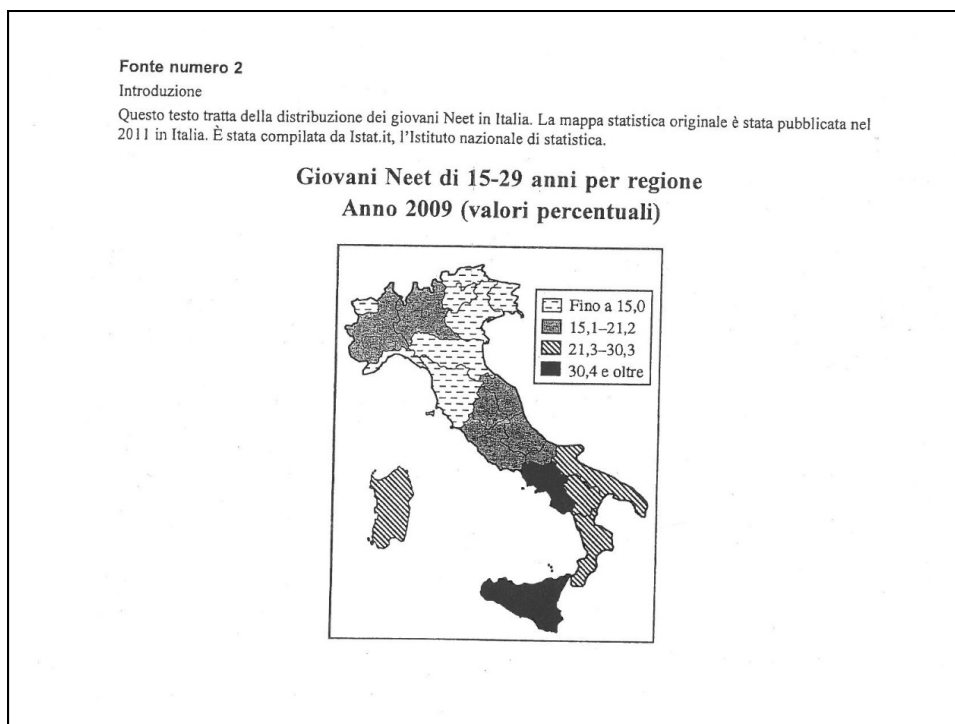 Fonte numero 2
Introduzione
Questo testo tratta della distribuzione dei giovani Neet in Italia. La mappa statistica originale è stata pubblicata nel
2011 in Italia. È stata compilata da Istat.it, l'Istituto nazionale di statistica.
Giovani Neet di 15-29 anni per regione
Anno 2009 (valori percentuali)
Fino a 15,0
15,1–21,2
21,3–30,3
30,4 e oltre